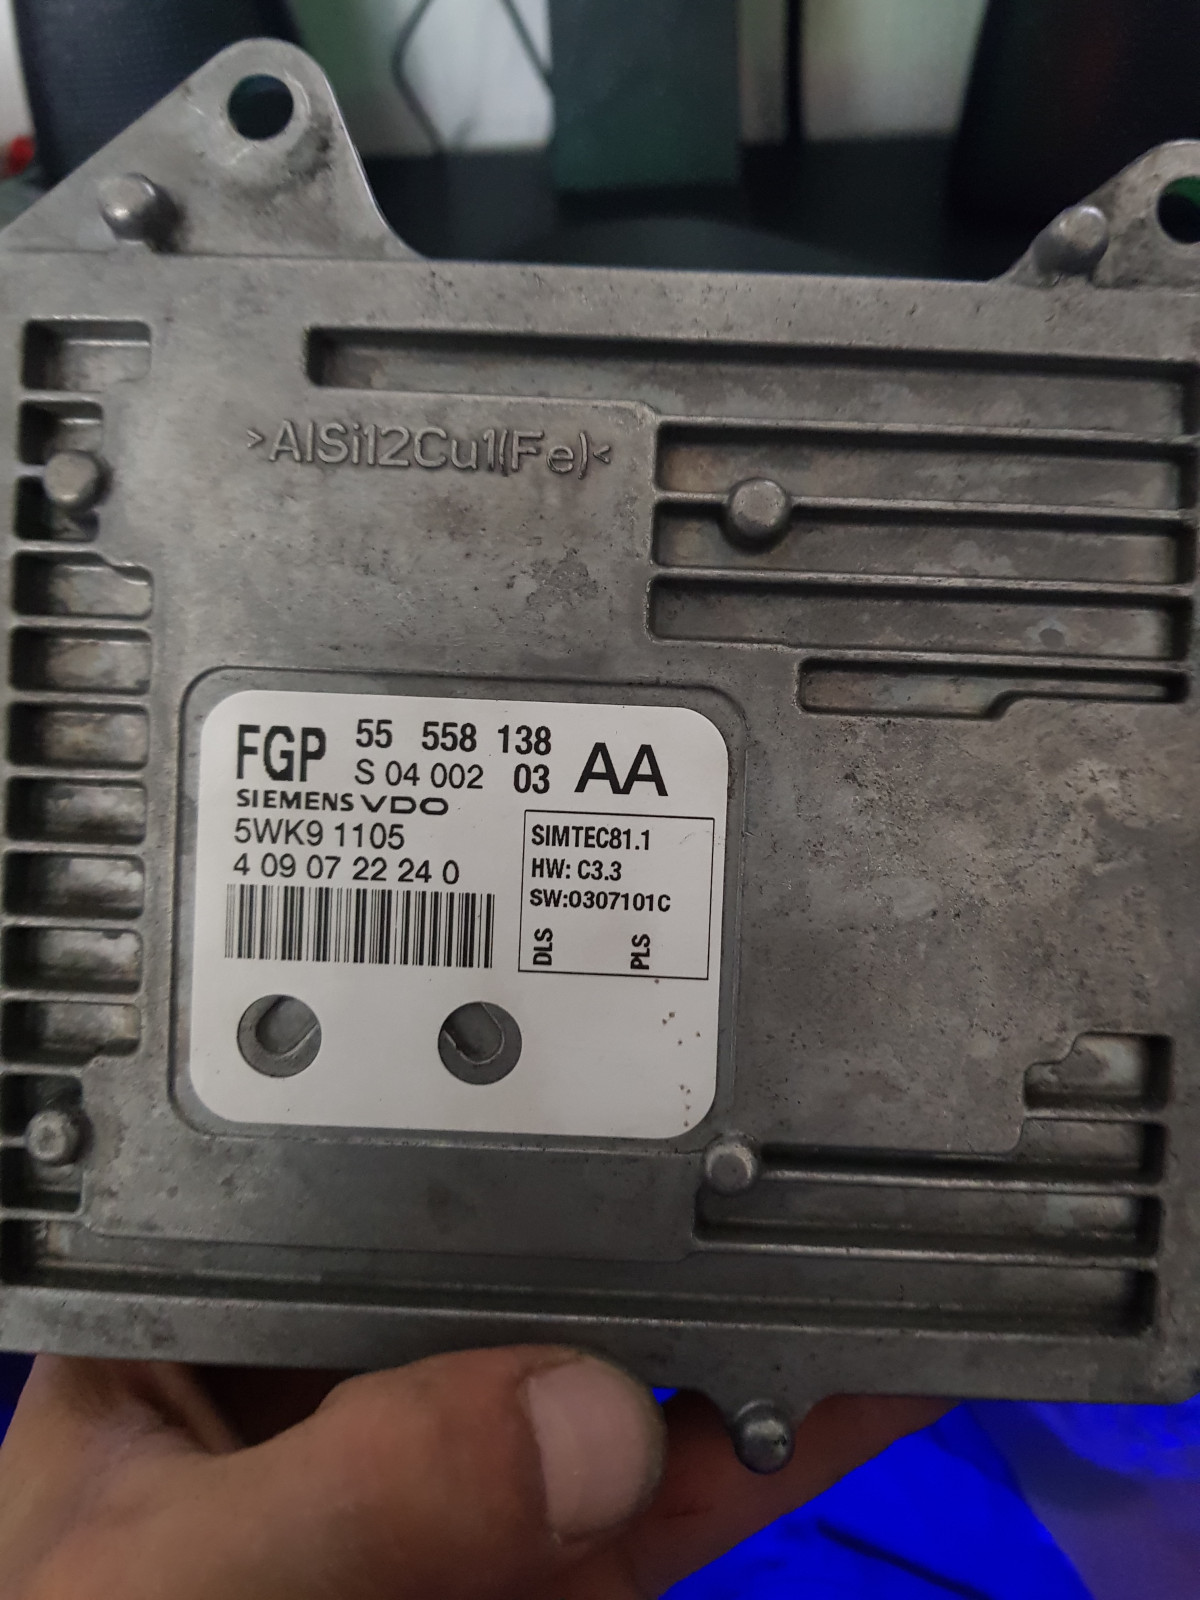 >AlSi12Cu1(Fe)<
FGP 55 558 138 AA
S 04 002 03
SIEMENS VDO
5WK9 1105
4 09 07 22 24 0
SIMTEC81.1
HW: C3.3
SW:0307101C
DLS PLS